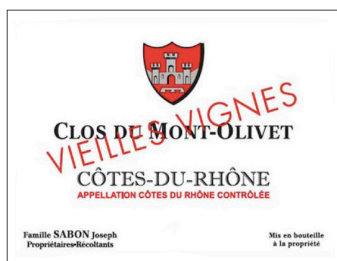 VIEILLES VIGNES
CLOS DU MONT-OLIVET
CÔTES-DU-RHÔNE
APPELLATION CÔTES DU RHÔNE CONTRÔLÉE
Famille SABON Joseph
Propriétaires-Récoltants
Mis en bouteille
à la propriété